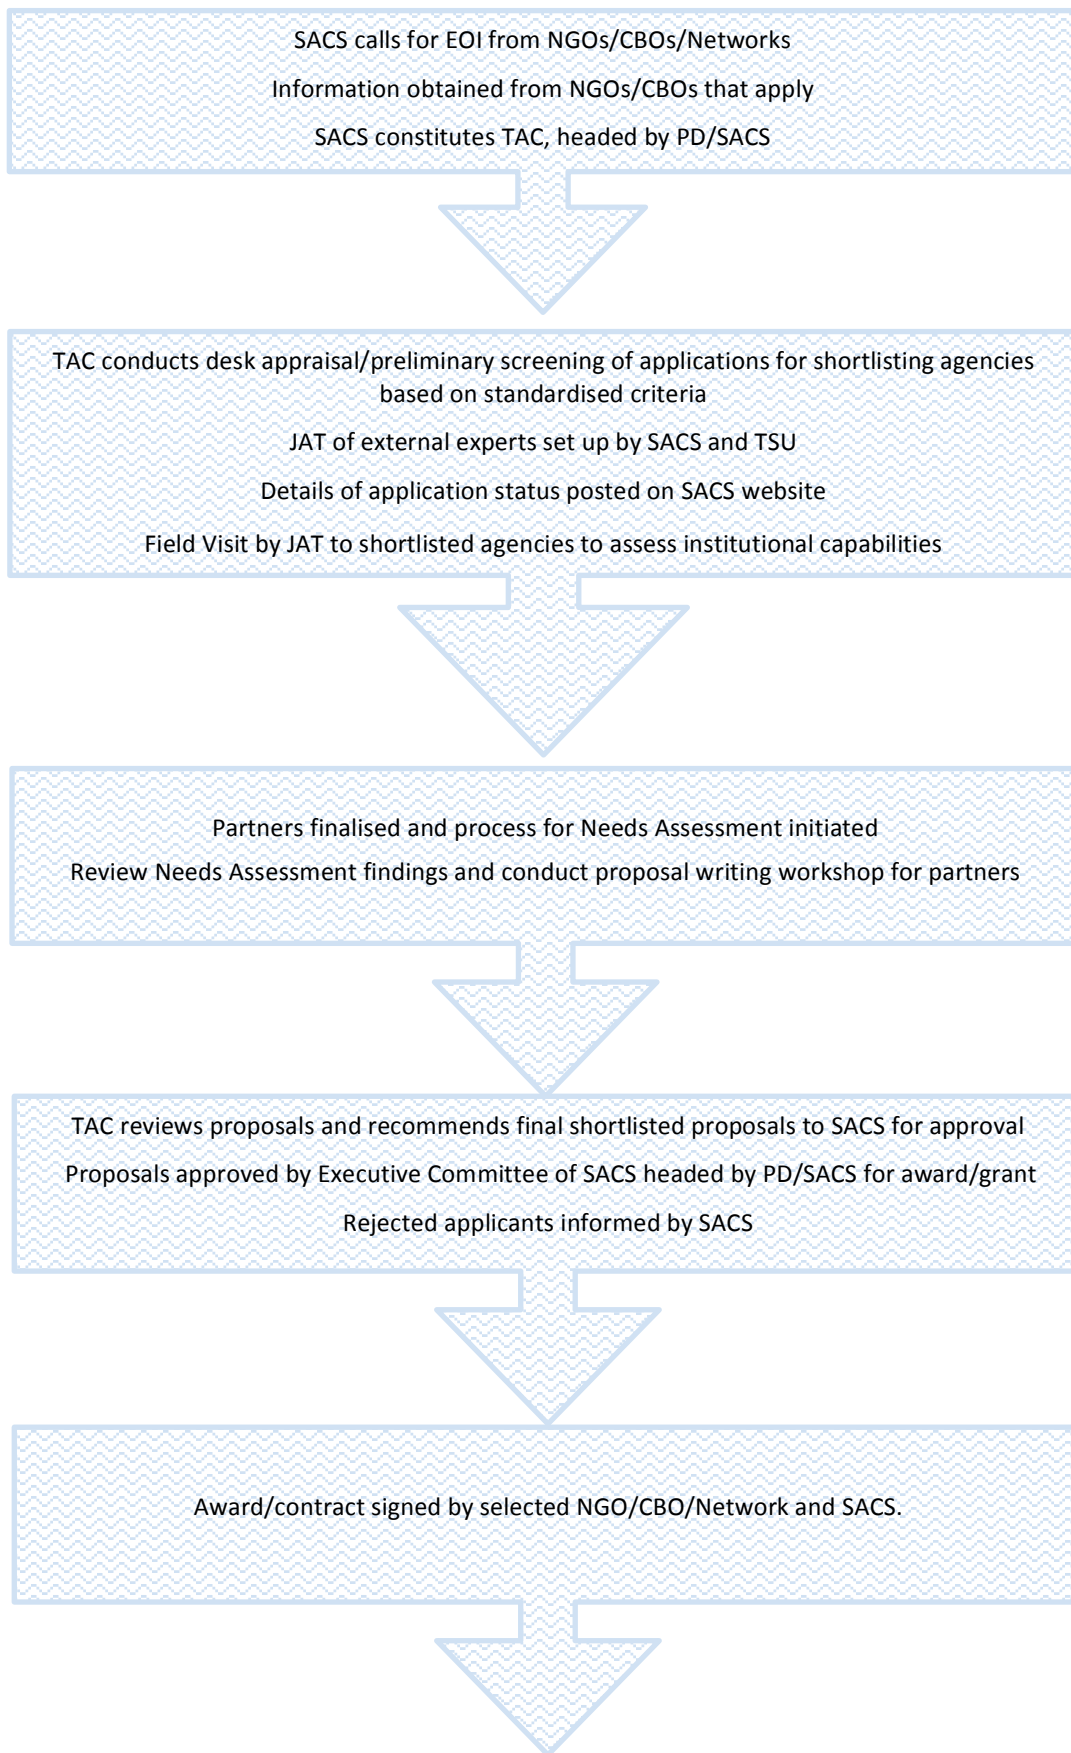 SACS calls for EOI from NGOs/CBOs/Networks
Information obtained from NGOs/CBOs that apply
SACS constitutes TAC, headed by PD/SACS
TAC conducts desk appraisal/preliminary screening of applications for shortlisting agencies
based on standardised criteria
JAT of external experts set up by SACS and TSU
Details of application status posted on SACS website
Field Visit by JAT to shortlisted agencies to assess institutional capabilities
Partners finalised and process for Needs Assessment initiated
Review Needs Assessment findings and conduct proposal writing workshop for partners
TAC reviews proposals and recommends final shortlisted proposals to SACS for approval
Proposals approved by Executive Committee of SACS headed by PD/SACS for award/grant
Rejected applicants informed by SACS
Award/contract signed by selected NGO/CBO/Network and SACS.